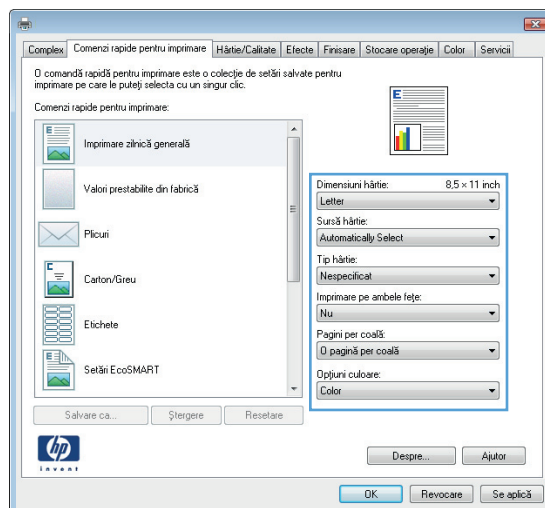 Complex Comenzi rapide pentru imprimare Hârtie/Calitate Efecte Finisare Stocare operaţie Color Servicii
O comandă rapidă pentru imprimare este o colecţie de setări salvate pentru
imprimare pe care le puteţi selecta cu un singur clic.
Comenzi rapide pentru imprimare:
Imprimare zilnică generală
Valori prestabilite din fabrică
Plicuri
Carton/Greu
Etichete
Setări EcoSMART
Salvare ca... Ştergere Resetare
E
Dimensiuni hârtie: 8,5 × 11 inch
Letter
Sursă hârtie:
Automatically Select
Tip hârtie:
Nespecificat
Imprimare pe ambele feţe:
Nu
Pagini per coală:
O pagină per coală
Opţiuni culoare:
Color
hp
invent
Despre... Ajutor
OK Revocare Se aplică